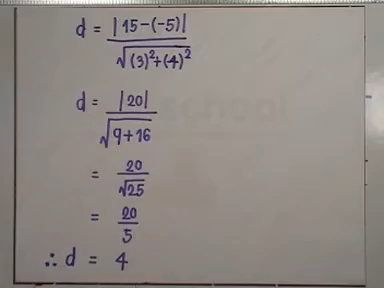 d = |15-(-5)| / √(3)²+(4)²
d = |20| / √9+16
= 20 / √25
= 20 / 5
∴ d = 4